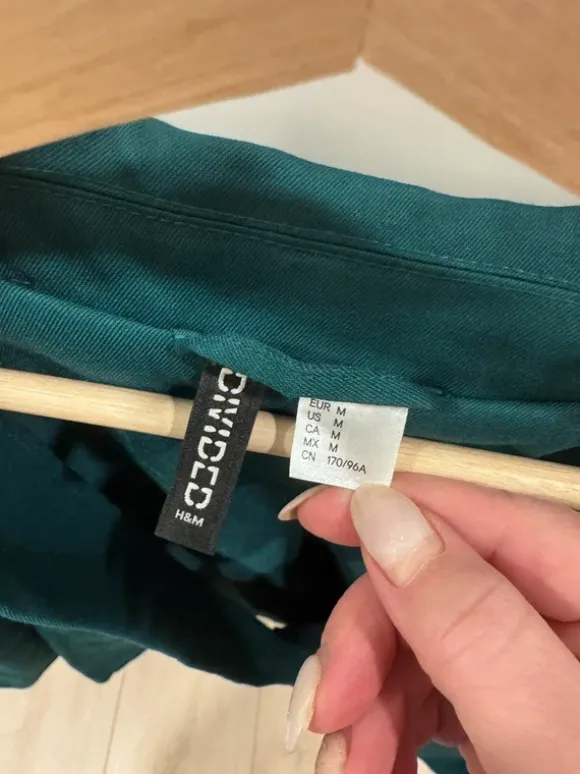 DIVIDED
H&M
EUR M
US M
CA M
MX M
CN 170/96A